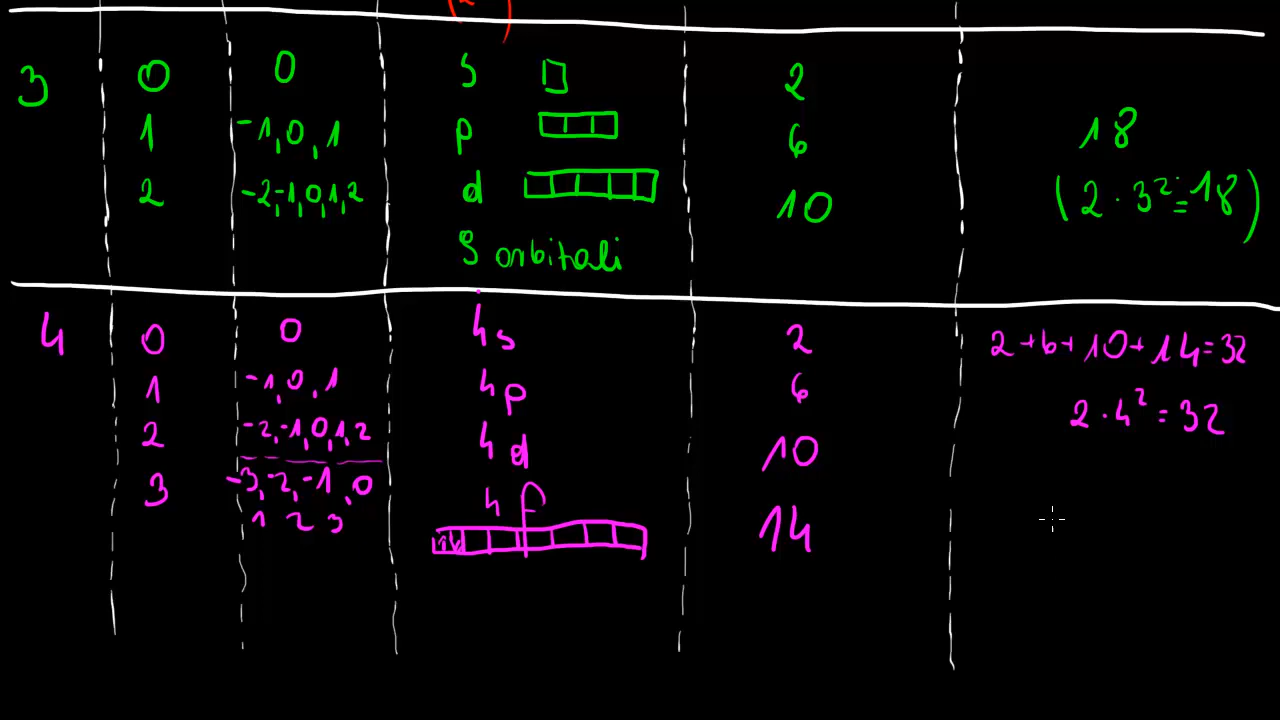 3 0 0 s 2
1 -1,0,1 p 6 18
2 -2,-1,0,1,2 d 10 (2·3²=18)
9 orbitali
4 0 0 4s 2 2+6+10+14=32
1 -1,0,1 4p 6 2·4²=32
2 -2,-1,0,1,2 4d 10
3 -3,-2,-1,0 4f
1 2 3 14